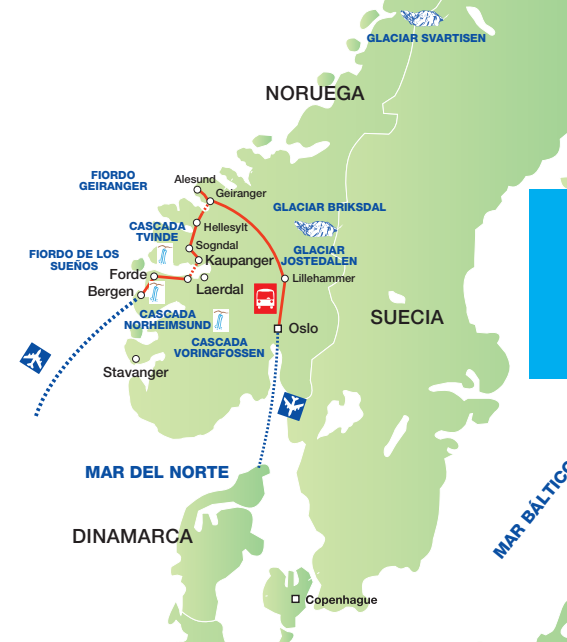 GLACIAR SVARTISEN
NORUEGA
FIORDO
GEIRANGER
Alesund
Geiranger
GLACIAR BRIKSDAL
CASCADA
TVINDE
Hellesylt
FIORDO DE LOS
SUEÑOS
Sogndal
GLACIAR
JOSTEDALEN
Kaupanger
Forde
Lillehammer
Bergen
Laerdal
CASCADA
NORHEIMSUND
SUECIA
Oslo
CASCADA
VORINGFOSSEN
Stavanger
MAR DEL NORTE
MAR BÁLTICO
DINAMARCA
Copenhague